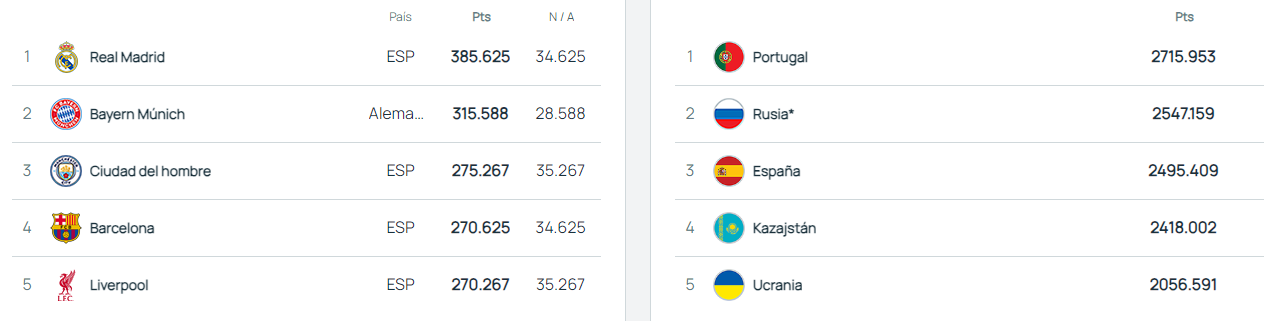 País Pts N / A
1 Real Madrid ESP 385.625 34.625
2 Bayern Múnich Alema... 315.588 28.588
3 Ciudad del hombre ESP 275.267 35.267
4 Barcelona ESP 270.625 34.625
5 L.F.C. Liverpool ESP 270.267 35.267
Pts
1 Portugal 2715.953
2 Rusia* 2547.159
3 España 2495.409
4 Kazajstán 2418.002
5 Ucrania 2056.591